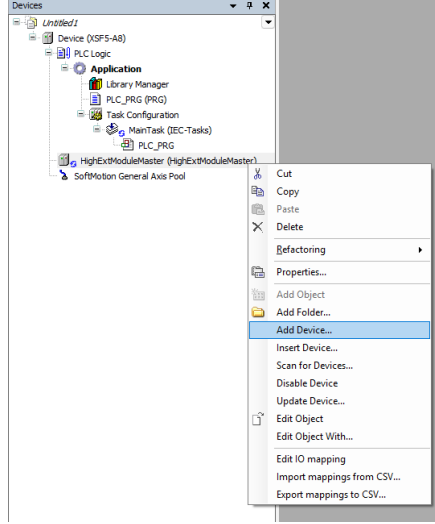 Devices
Untitled1
Device (XSF5-A8)
PLC Logic
Application
Library Manager
PLC_PRG (PRG)
Task Configuration
MainTask (IEC-Tasks)
PLC_PRG
HighExtModuleMaster (HighExtModuleMaster)
SoftMotion General Axis Pool
Cut
Copy
Paste
Delete
Refactoring
Properties...
Add Object
Add Folder...
Add Device...
Insert Device...
Scan for Devices...
Disable Device
Update Device...
Edit Object
Edit Object With...
Edit IO mapping
Import mappings from CSV...
Export mappings to CSV...